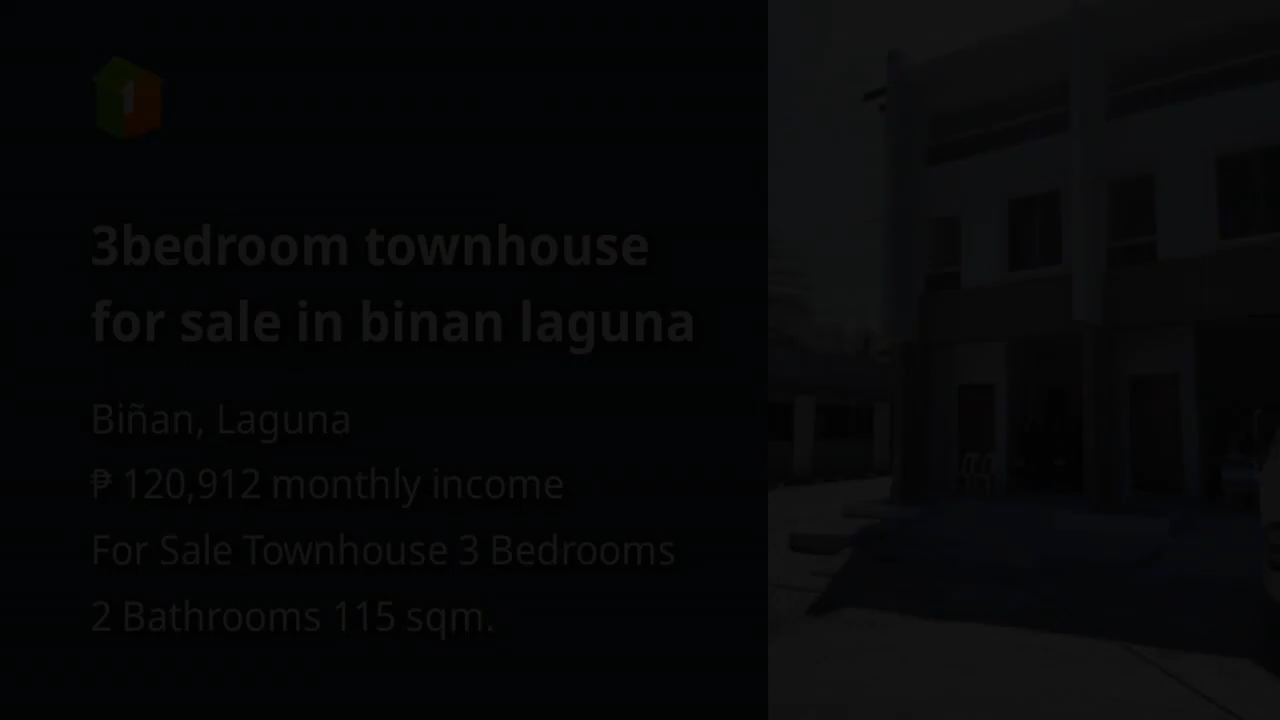 1
3bedroom townhouse
for sale in binan laguna
Biñan, Laguna
₱ 120,912 monthly income
For Sale Townhouse 3 Bedrooms
2 Bathrooms 115 sqm.